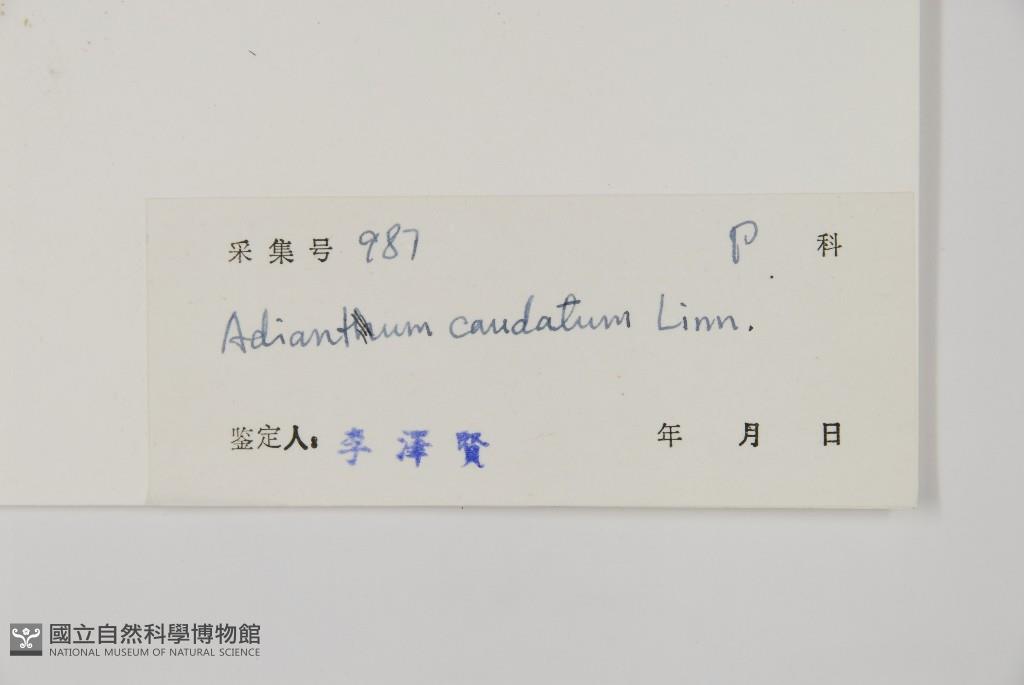 采集号 987 P 科
Adiantum caudatum Linn.
鉴定人: 李澤賢 年 月 日
國立自然科學博物館
NATIONAL MUSEUM OF NATURAL SCIENCE